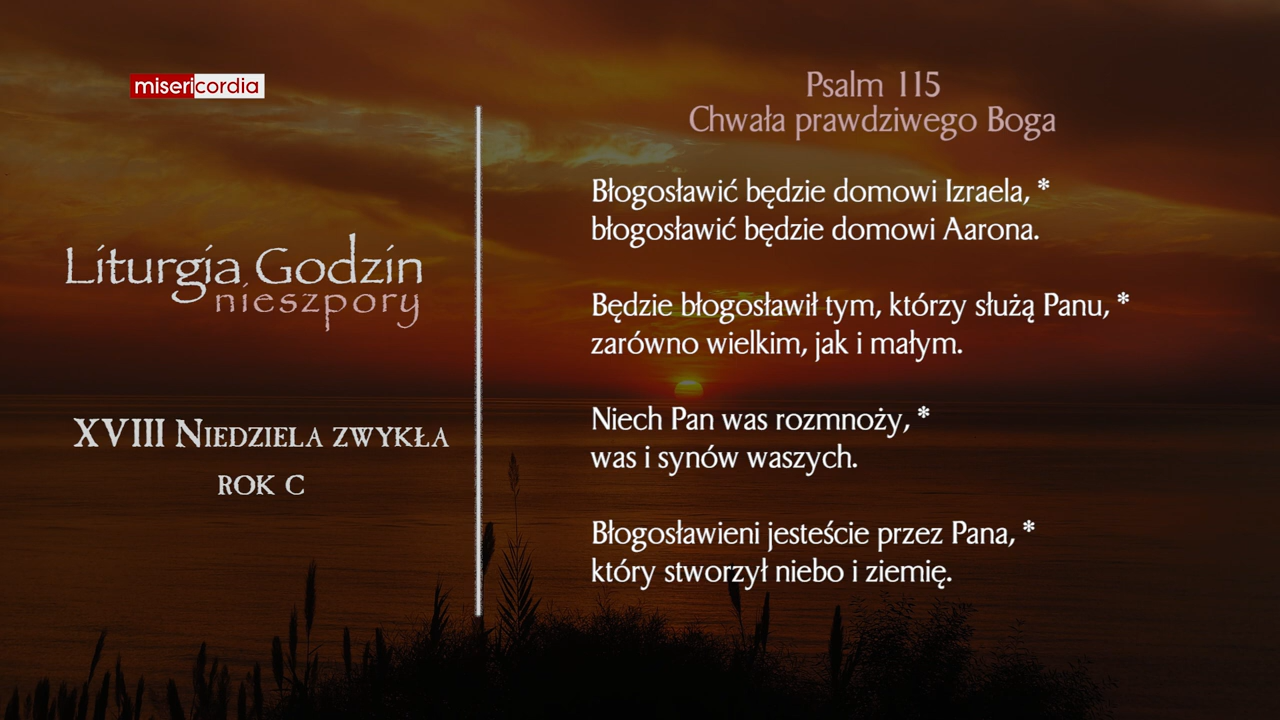 misericordia
Liturgia Godzin
nieszpory
XVIII Niedziela zwykła
rok C
Psalm 115
Chwała prawdziwego Boga
Błogosławić będzie domowi Izraela, *
błogosławić będzie domowi Aarona.
Będzie błogosławił tym, którzy służą Panu, *
zarówno wielkim, jak i małym.
Niech Pan was rozmnoży, *
was i synów waszych.
Błogosławieni jesteście przez Pana, *
który stworzył niebo i ziemię.